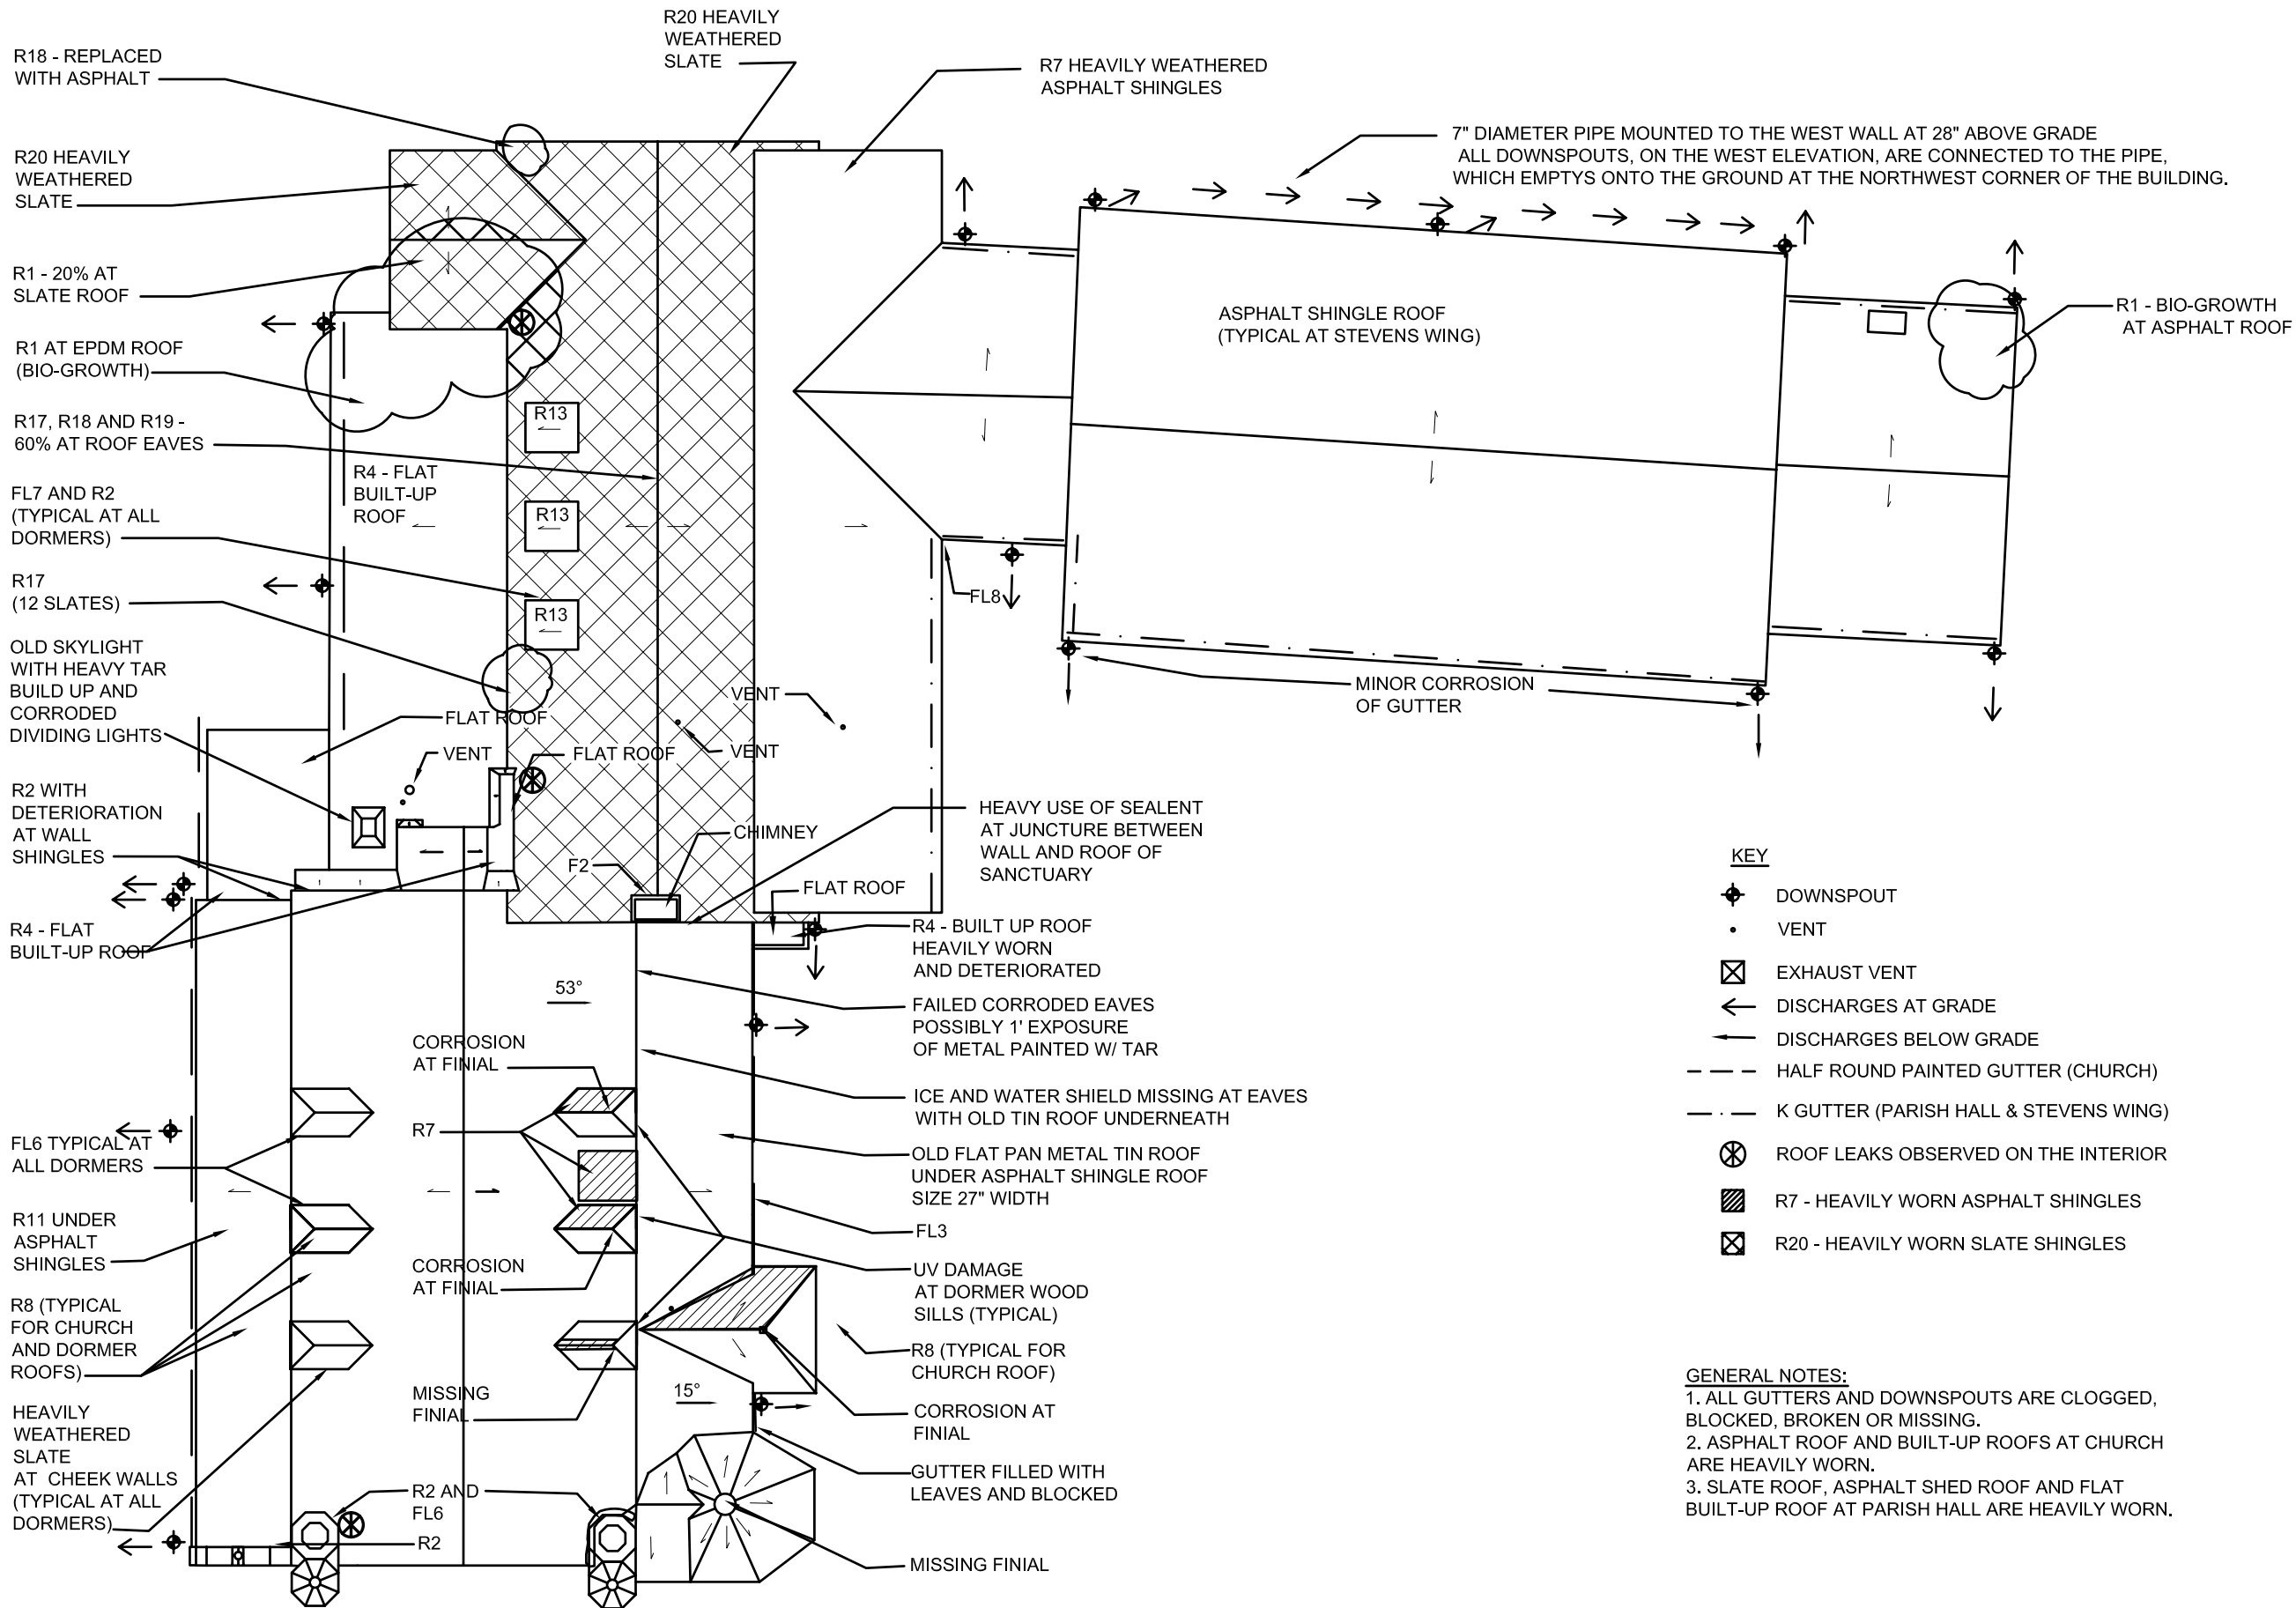 R18 - REPLACED
WITH ASPHALT
R20 HEAVILY
WEATHERED
SLATE
R1 - 20% AT
SLATE ROOF
R1 AT EPDM ROOF
(BIO-GROWTH)
R17, R18 AND R19 -
60% AT ROOF EAVES
FL7 AND R2
(TYPICAL AT ALL
DORMERS)
R17
(12 SLATES)
OLD SKYLIGHT
WITH HEAVY TAR
BUILD UP AND
CORRODED
DIVIDING LIGHTS
R2 WITH
DETERIORATION
AT WALL
SHINGLES
R4 - FLAT
BUILT-UP ROOF
FL6 TYPICAL AT
ALL DORMERS
R11 UNDER
ASPHALT
SHINGLES
R8 (TYPICAL
FOR CHURCH
AND DORMER
ROOFS)
HEAVILY
WEATHERED
SLATE
AT CHEEK WALLS
(TYPICAL AT ALL
DORMERS)
R20 HEAVILY
WEATHERED
SLATE
R7 HEAVILY WEATHERED
ASPHALT SHINGLES
7" DIAMETER PIPE MOUNTED TO THE WEST WALL AT 28" ABOVE GRADE
ALL DOWNSPOUTS, ON THE WEST ELEVATION, ARE CONNECTED TO THE PIPE,
WHICH EMPTYS ONTO THE GROUND AT THE NORTHWEST CORNER OF THE BUILDING.
ASPHALT SHINGLE ROOF
(TYPICAL AT STEVENS WING)
R1 - BIO-GROWTH
AT ASPHALT ROOF
R13
R4 - FLAT
BUILT-UP
ROOF
R13
R13
FL8
MINOR CORROSION
OF GUTTER
FLAT ROOF
VENT
FLAT ROOF
VENT
VENT
CHIMNEY
F2
FLAT ROOF
HEAVY USE OF SEALENT
AT JUNCTURE BETWEEN
WALL AND ROOF OF
SANCTUARY
R4 - BUILT UP ROOF
HEAVILY WORN
AND DETERIORATED
53°
FAILED CORRODED EAVES
POSSIBLY 1' EXPOSURE
OF METAL PAINTED W/ TAR
CORROSION
AT FINIAL
ICE AND WATER SHIELD MISSING AT EAVES
WITH OLD TIN ROOF UNDERNEATH
R7
OLD FLAT PAN METAL TIN ROOF
UNDER ASPHALT SHINGLE ROOF
SIZE 27" WIDTH
FL3
CORROSION
AT FINIAL
UV DAMAGE
AT DORMER WOOD
SILLS (TYPICAL)
R8 (TYPICAL FOR
CHURCH ROOF)
MISSING
FINIAL
15°
CORROSION AT
FINIAL
GUTTER FILLED WITH
LEAVES AND BLOCKED
R2 AND
FL6
R2
MISSING FINIAL
KEY
DOWNSPOUT
VENT
EXHAUST VENT
DISCHARGES AT GRADE
DISCHARGES BELOW GRADE
HALF ROUND PAINTED GUTTER (CHURCH)
K GUTTER (PARISH HALL & STEVENS WING)
ROOF LEAKS OBSERVED ON THE INTERIOR
R7 - HEAVILY WORN ASPHALT SHINGLES
R20 - HEAVILY WORN SLATE SHINGLES
GENERAL NOTES:
1. ALL GUTTERS AND DOWNSPOUTS ARE CLOGGED,
BLOCKED, BROKEN OR MISSING.
2. ASPHALT ROOF AND BUILT-UP ROOFS AT CHURCH
ARE HEAVILY WORN.
3. SLATE ROOF, ASPHALT SHED ROOF AND FLAT
BUILT-UP ROOF AT PARISH HALL ARE HEAVILY WORN.